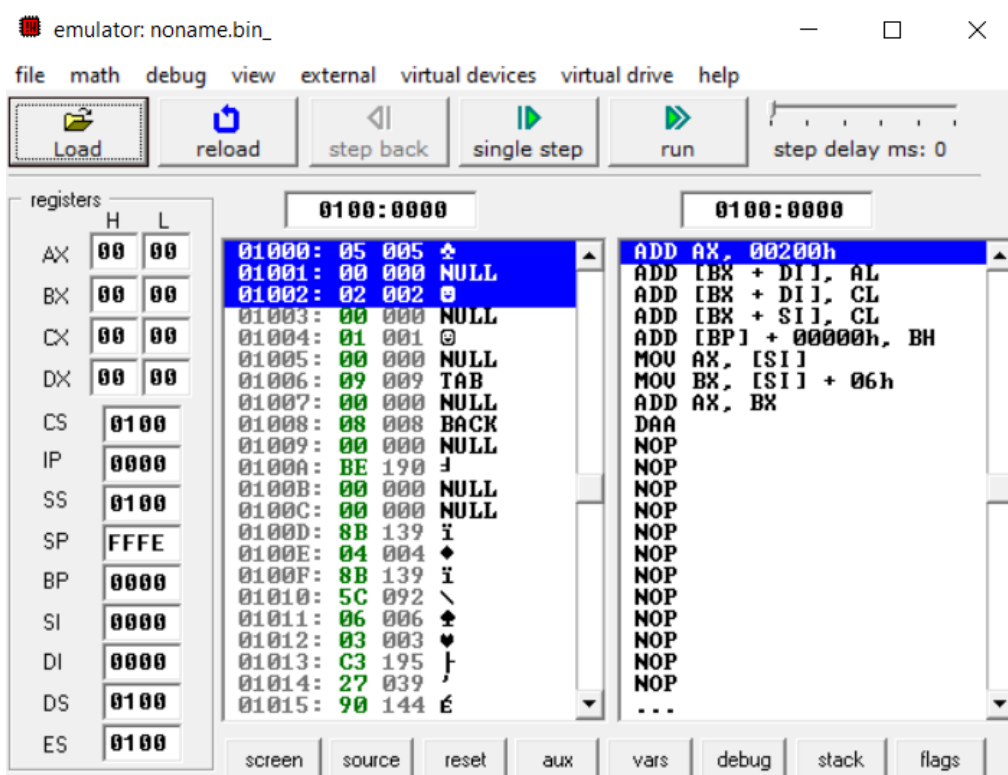 emulator: noname.bin_
file math debug view external virtual devices virtual drive help
Load reload step back single step run step delay ms: 0
registers
H L
0100:0000 0100:0000
AX 00 00
BX 00 00
CX 00 00
DX 00 00
CS 0100
IP 0000
SS 0100
SP FFFE
BP 0000
SI 0000
DI 0000
DS 0100
ES 0100
01000: 05 005 ♣
01001: 00 000 NULL
01002: 02 002 ☻
01003: 00 000 NULL
01004: 01 001 ☺
01005: 00 000 NULL
01006: 09 009 TAB
01007: 00 000 NULL
01008: 08 008 BACK
01009: 00 000 NULL
0100A: BE 190 ╛
0100B: 00 000 NULL
0100C: 00 000 NULL
0100D: 8B 139 ï
0100E: 04 004 ♦
0100F: 8B 139 ï
01010: 5C 092 \
01011: 06 006 ♠
01012: 03 003 ♥
01013: C3 195 ├
01014: 27 039 '
01015: 90 144 É
ADD AX, 00200h
ADD [BX + DI], AL
ADD [BX + DI], CL
ADD [BX + SI], CL
ADD [BP] + 00000h, BH
MOV AX, [SI]
MOV BX, [SI] + 06h
ADD AX, BX
DAA
NOP
NOP
NOP
NOP
NOP
NOP
NOP
NOP
NOP
NOP
NOP
NOP
...
screen source reset aux vars debug stack flags